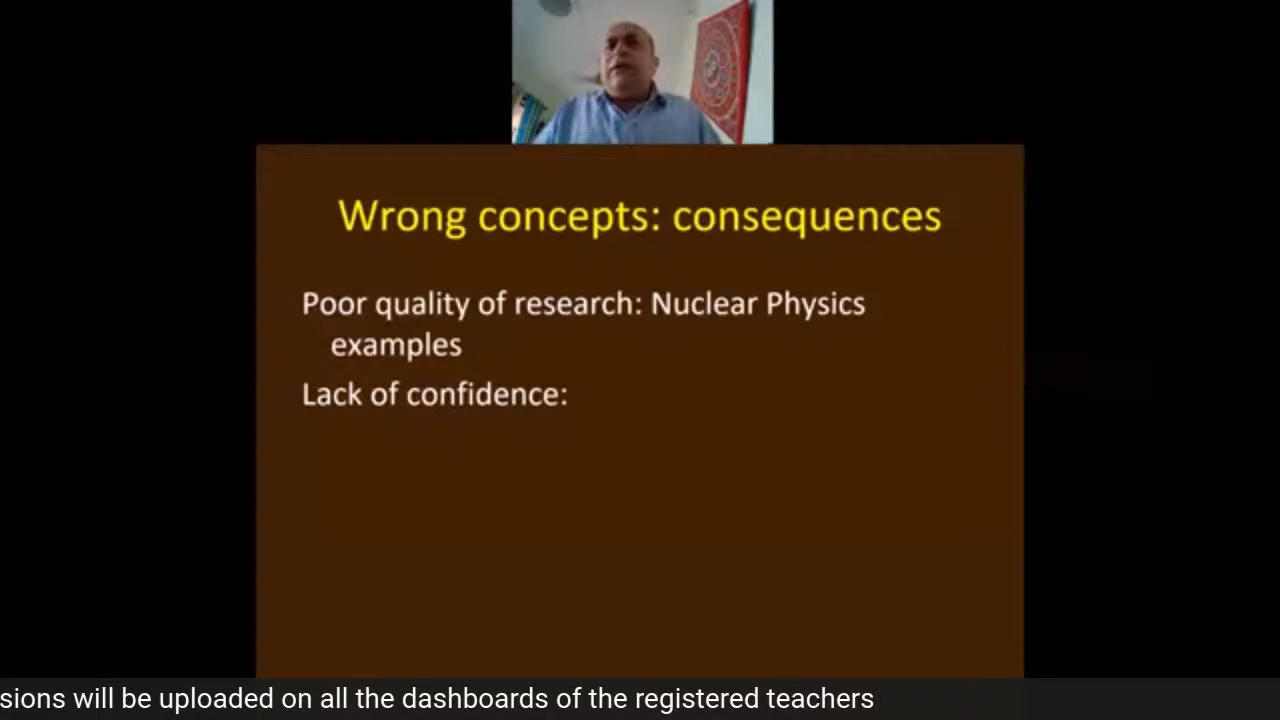 Wrong concepts: consequences
Poor quality of research: Nuclear Physics
examples
Lack of confidence:
sions will be uploaded on all the dashboards of the registered teachers